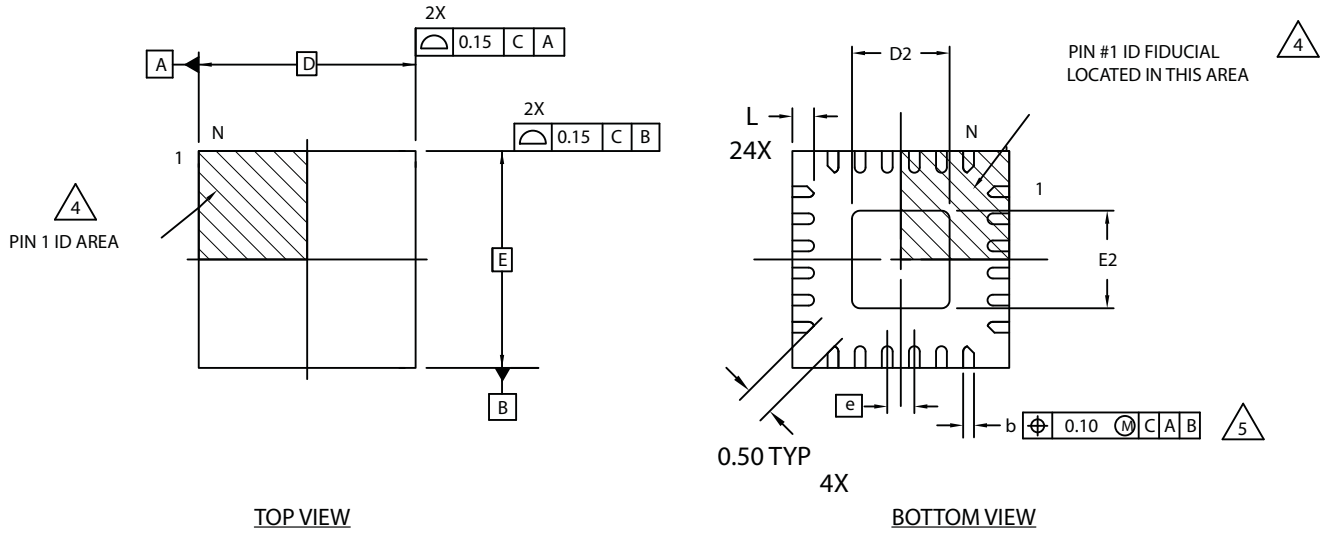 2X
0.15 C A
A
D
2X
0.15 C B
N
1
4
PIN 1 ID AREA
E
B
TOP VIEW
D2
PIN #1 ID FIDUCIAL
LOCATED IN THIS AREA
4
L
24X
N
1
E2
e
b 0.10 M C A B
5
0.50 TYP
4X
BOTTOM VIEW